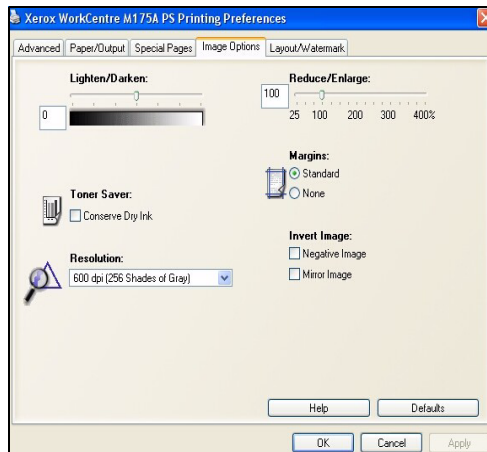 Xerox WorkCentre M175A PS Printing Preferences
Advanced Paper/Output Special Pages Image Options Layout/Watermark
Lighten/Darken:
0
Toner Saver:
Conserve Dry Ink
Resolution:
600 dpi (256 Shades of Gray)
Reduce/Enlarge:
100
25 100 200 300 400%
Margins:
Standard
None
Invert Image:
Negative Image
Mirror Image
Help Defaults
OK Cancel Apply